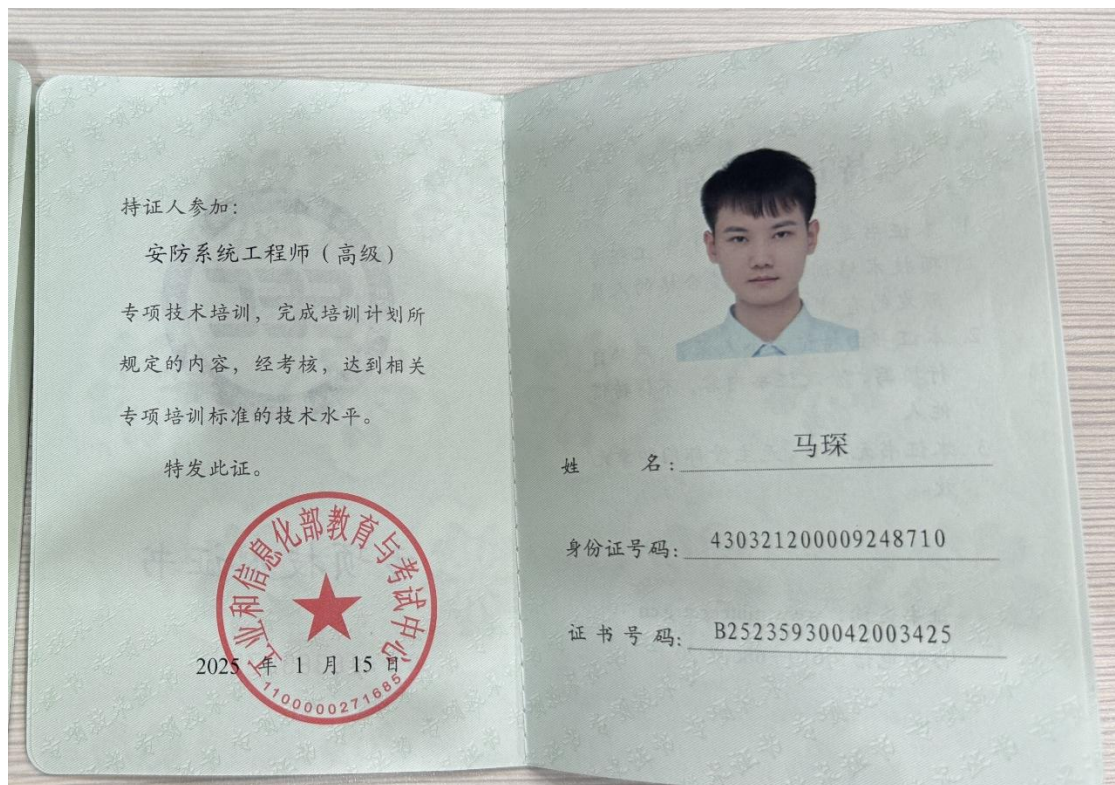 持证人参加：
安防系统工程师（高级）
专项技术培训，完成培训计划所
规定的内容，经考核，达到相关
专项培训标准的技术水平。
特发此证。
工业和信息化部教育与考试中心
2025 年 1 月 15 日
1100000271685
姓 名：马琛
身份证号码：430321200009248710
证书号码：B25235930042003425